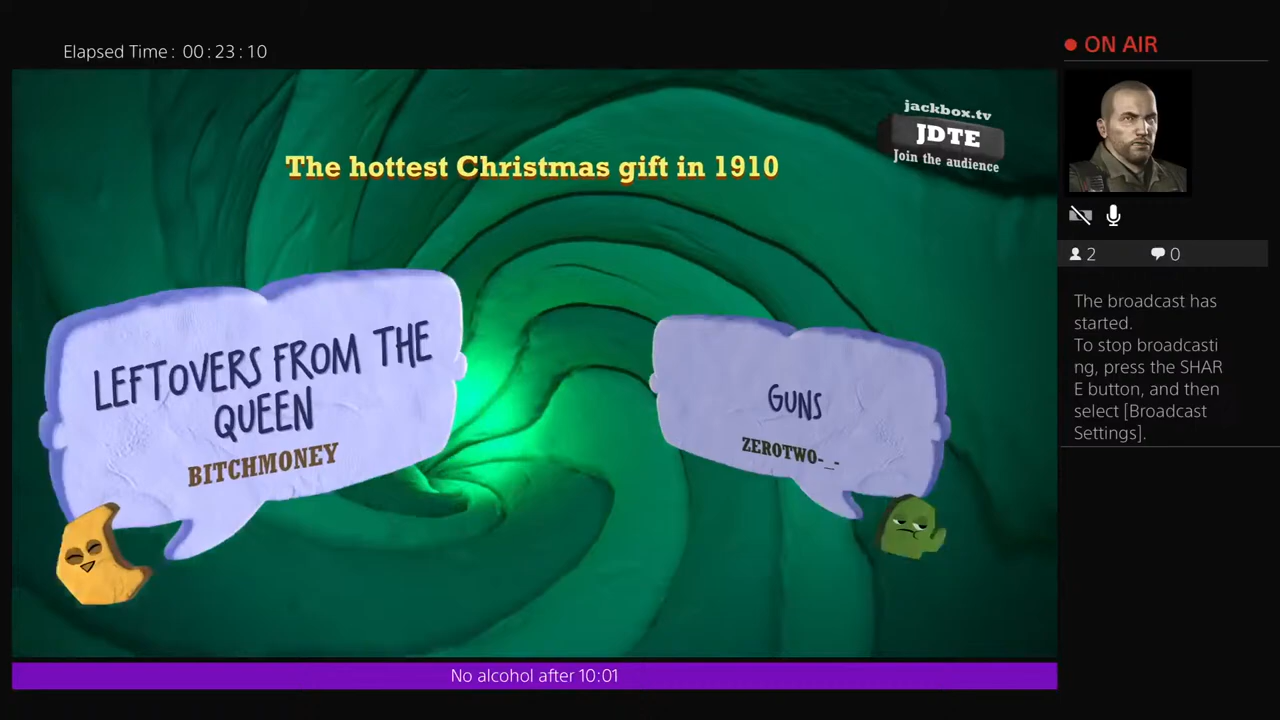 Elapsed Time: 00:23:10
ON AIR
jackbox.tv
JDTE
Join the audience
The hottest Christmas gift in 1910
LEFTOVERS FROM THE
QUEEN
BITCHMONEY
GUNS
ZEROTWO-_-
2
0
The broadcast has
started.
To stop broadcasti
ng, press the SHAR
E button, and then
select [Broadcast
Settings].
No alcohol after 10:01